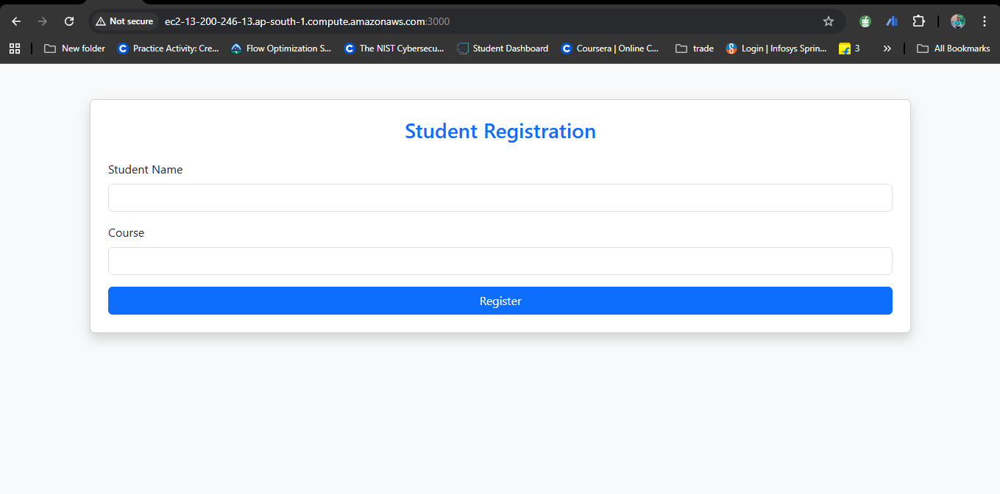 Not secure ec2-13-200-246-13.ap-south-1.compute.amazonaws.com:3000
New folder Practice Activity: Cre... Flow Optimization S... The NIST Cybersecu... Student Dashboard Coursera | Online C... trade Login | Infosys Sprin... 3 » All Bookmarks
Student Registration
Student Name
Course
Register